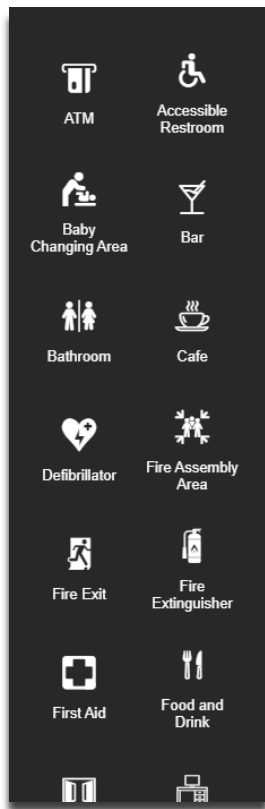 ATM
Accessible
Restroom
Baby
Changing Area
Bar
Bathroom
Cafe
Defibrillator
Fire Assembly
Area
Fire Exit
Fire
Extinguisher
First Aid
Food and
Drink